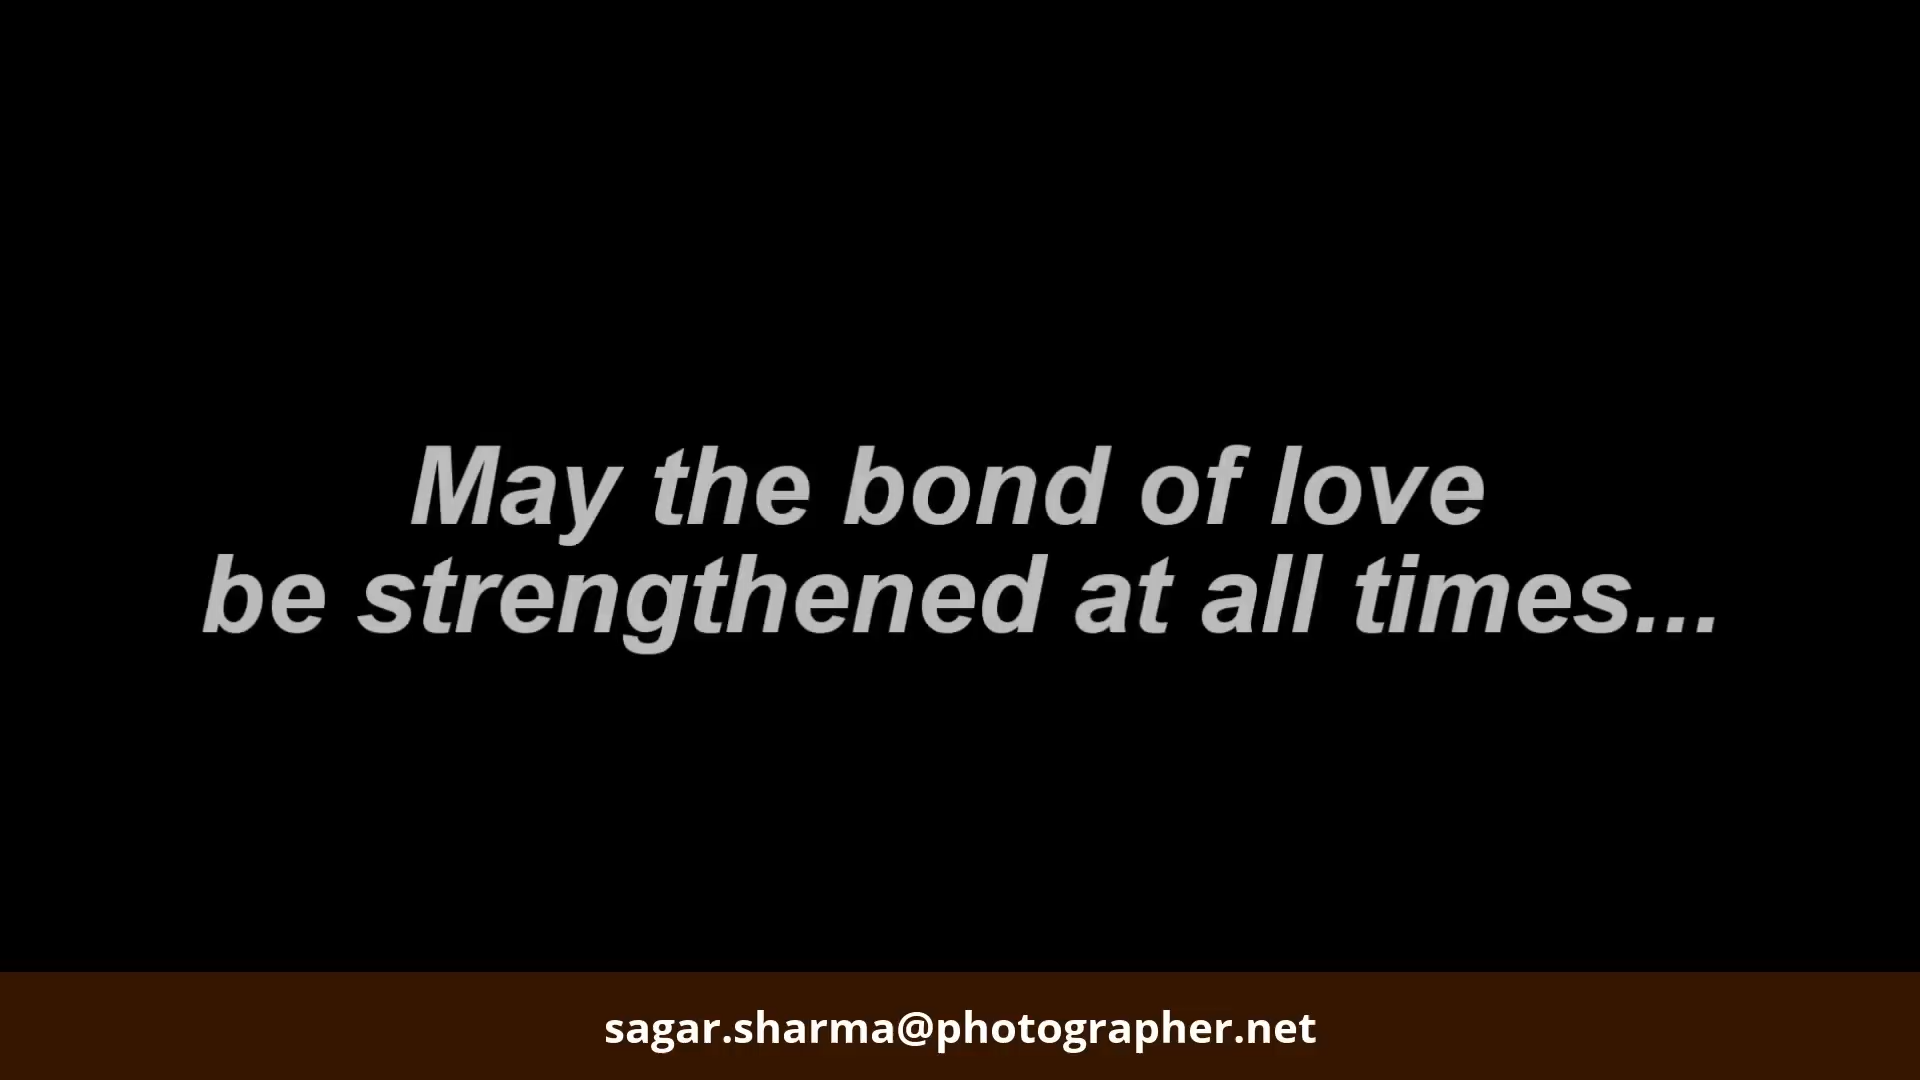 May the bond of love
be strengthened at all times...
sagar.sharma@photographer.net